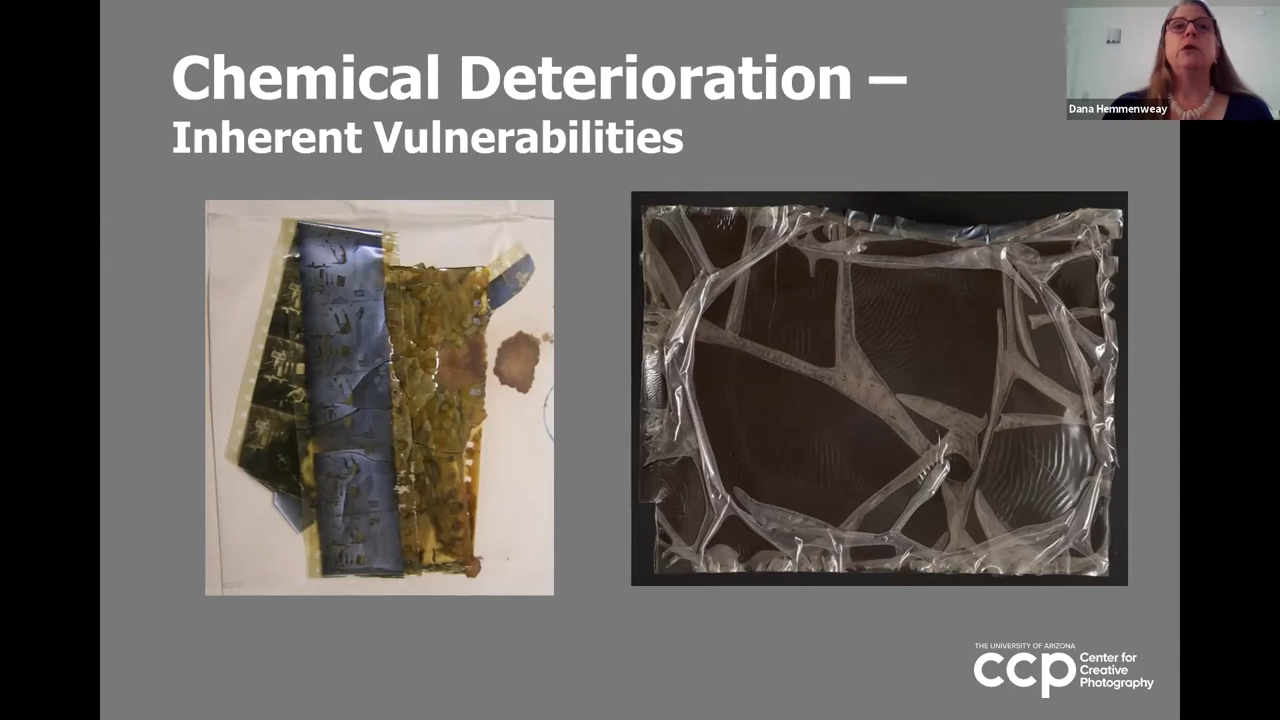 Chemical Deterioration –
Inherent Vulnerabilities
Dana Hemmenweay
THE UNIVERSITY OF ARIZONA
ccp
Center for
Creative
Photography